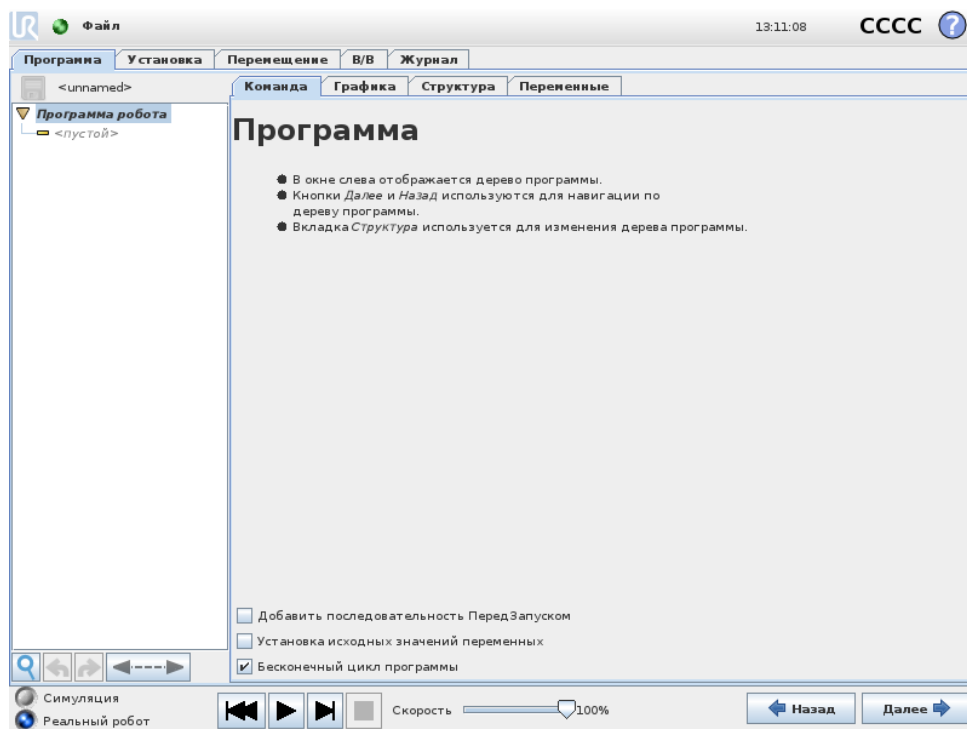 UR Файл 13:11:08 CCCC ?
Программа Установка Перемещение В/В Журнал
<unnamed> Команда Графика Структура Переменные
Программа робота
<пустой>
Программа
В окне слева отображается дерево программы.
Кнопки Далее и Назад используются для навигации по
дереву программы.
Вкладка Структура используется для изменения дерева программы.
Добавить последовательность ПередЗапуском
Установка исходных значений переменных
Бесконечный цикл программы
Симуляция
Реальный робот
Скорость 100%
Назад Далее